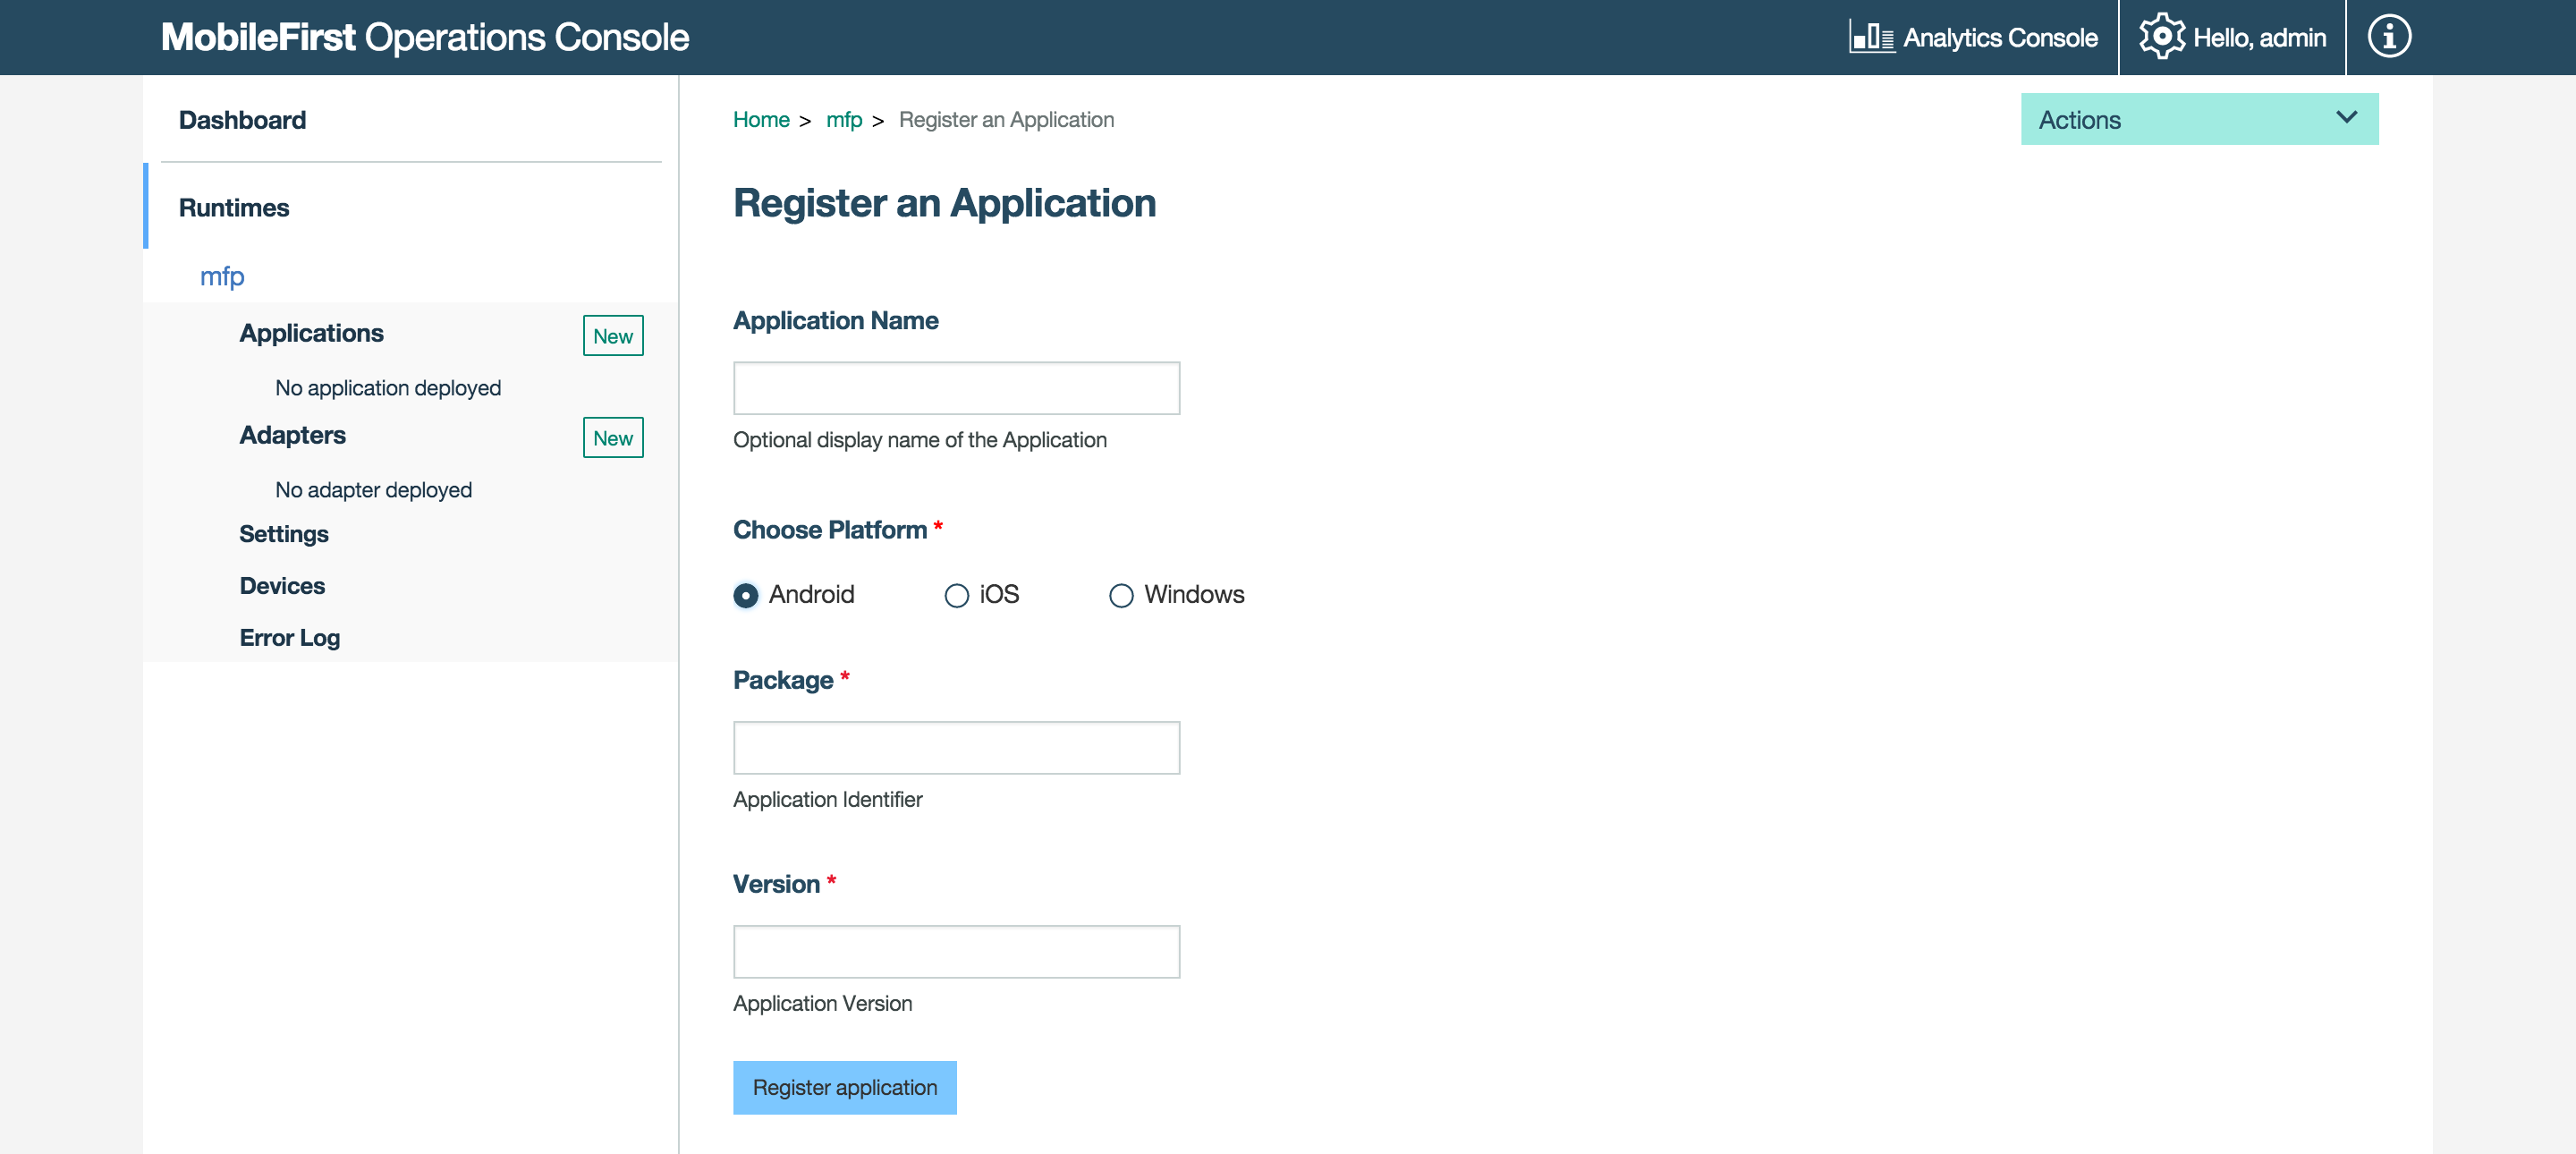 MobileFirst Operations Console
Analytics Console
Hello, admin
Dashboard
Runtimes
mfp
Applications
New
No application deployed
Adapters
New
No adapter deployed
Settings
Devices
Error Log
Home > mfp > Register an Application
Actions
Register an Application
Application Name
Optional display name of the Application
Choose Platform *
Android
iOS
Windows
Package *
Application Identifier
Version *
Application Version
Register application